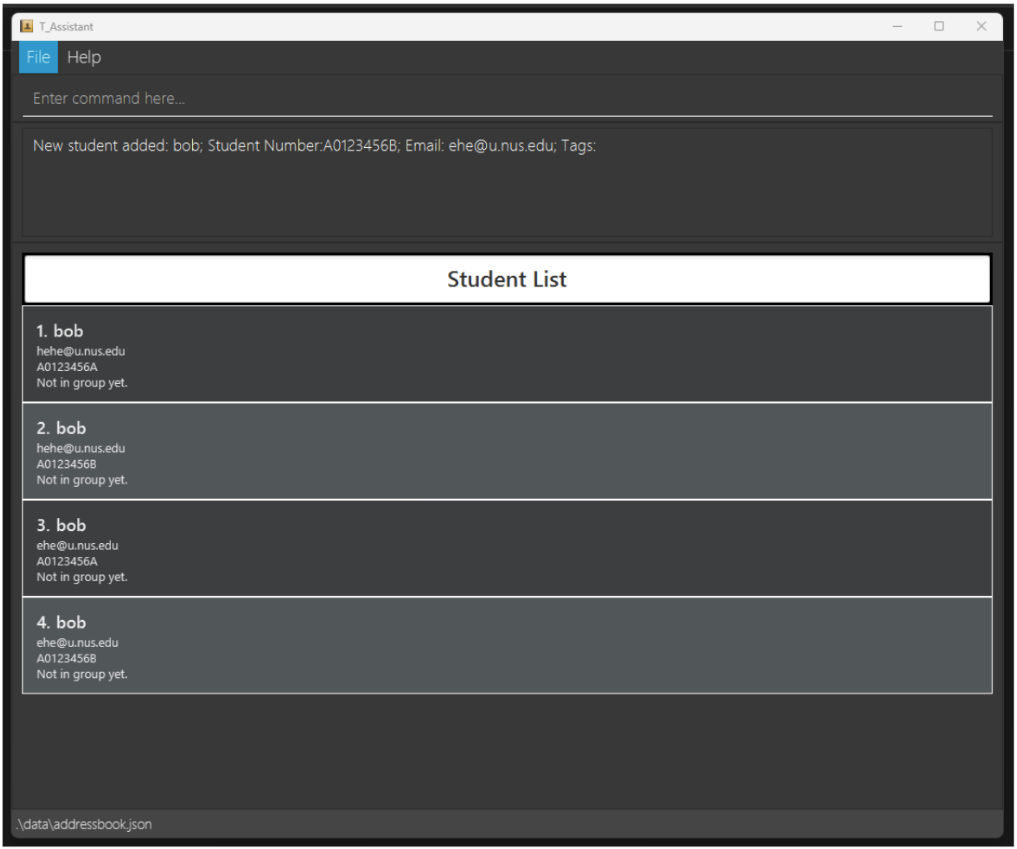 T_Assistant
File Help
Enter command here...
New student added: bob; Student Number:A0123456B; Email: ehe@u.nus.edu; Tags:
Student List
1. bob
hehe@u.nus.edu
A0123456A
Not in group yet.
2. bob
hehe@u.nus.edu
A0123456B
Not in group yet.
3. bob
ehe@u.nus.edu
A0123456A
Not in group yet.
4. bob
ehe@u.nus.edu
A0123456B
Not in group yet.
.\data\addressbook.json